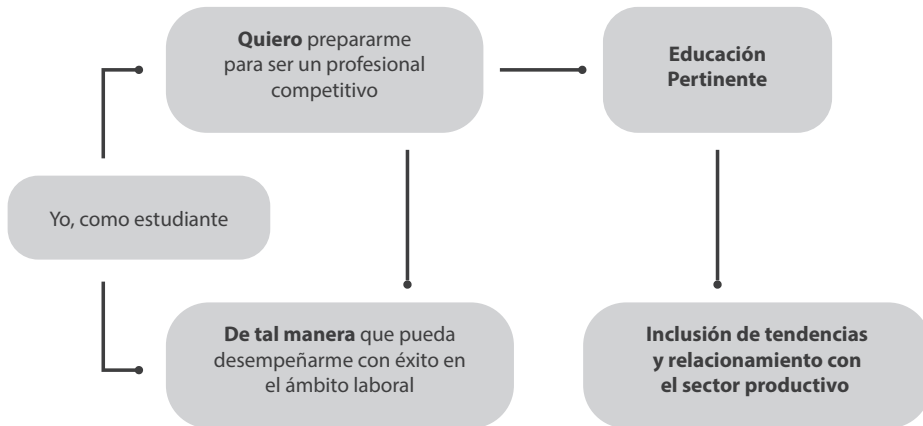 Quiero prepararme
para ser un profesional
competitivo
Educación
Pertinente
Yo, como estudiante
De tal manera que pueda
desempeñarme con éxito en
el ámbito laboral
Inclusión de tendencias
y relacionamiento con
el sector productivo